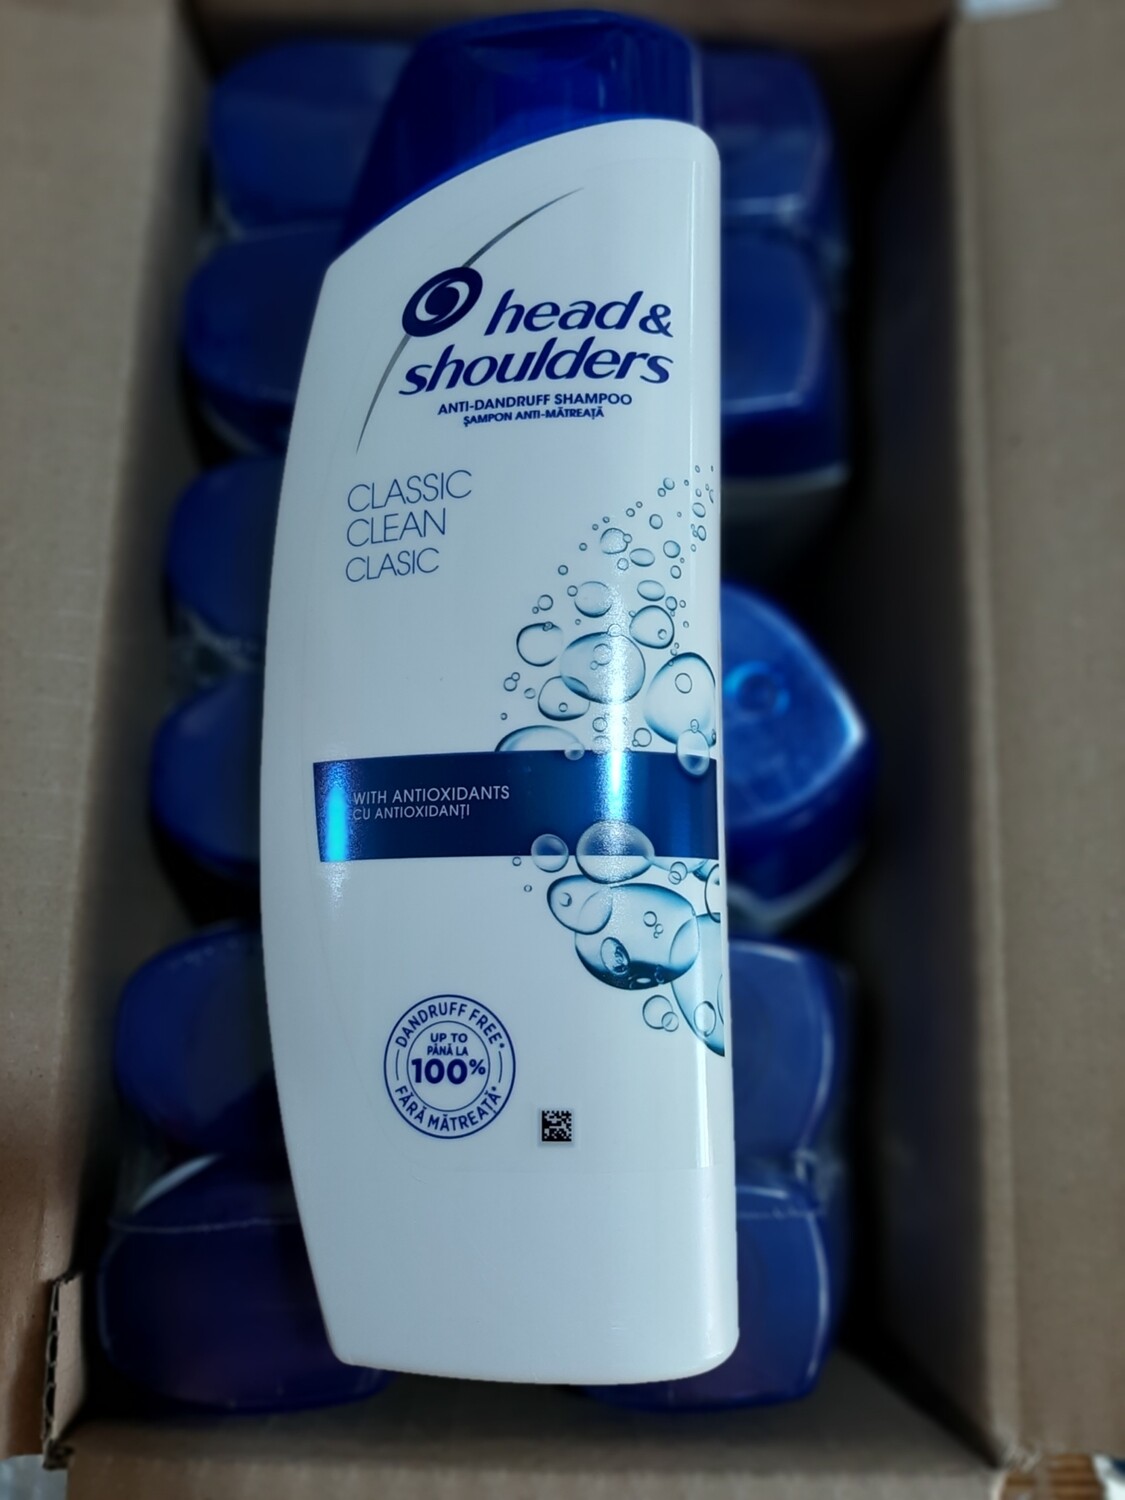 head &
shoulders
ANTI-DANDRUFF SHAMPOO
ŞAMPON ANTI-MĂTREAȚĂ
CLASSIC
CLEAN
CLASIC
WITH ANTIOXIDANTS
CU ANTIOXIDANȚI
DANDRUFF FREE*
UP TO
PÂNĂ LA
100%
FĂRĂ MĂTREAȚĂ*